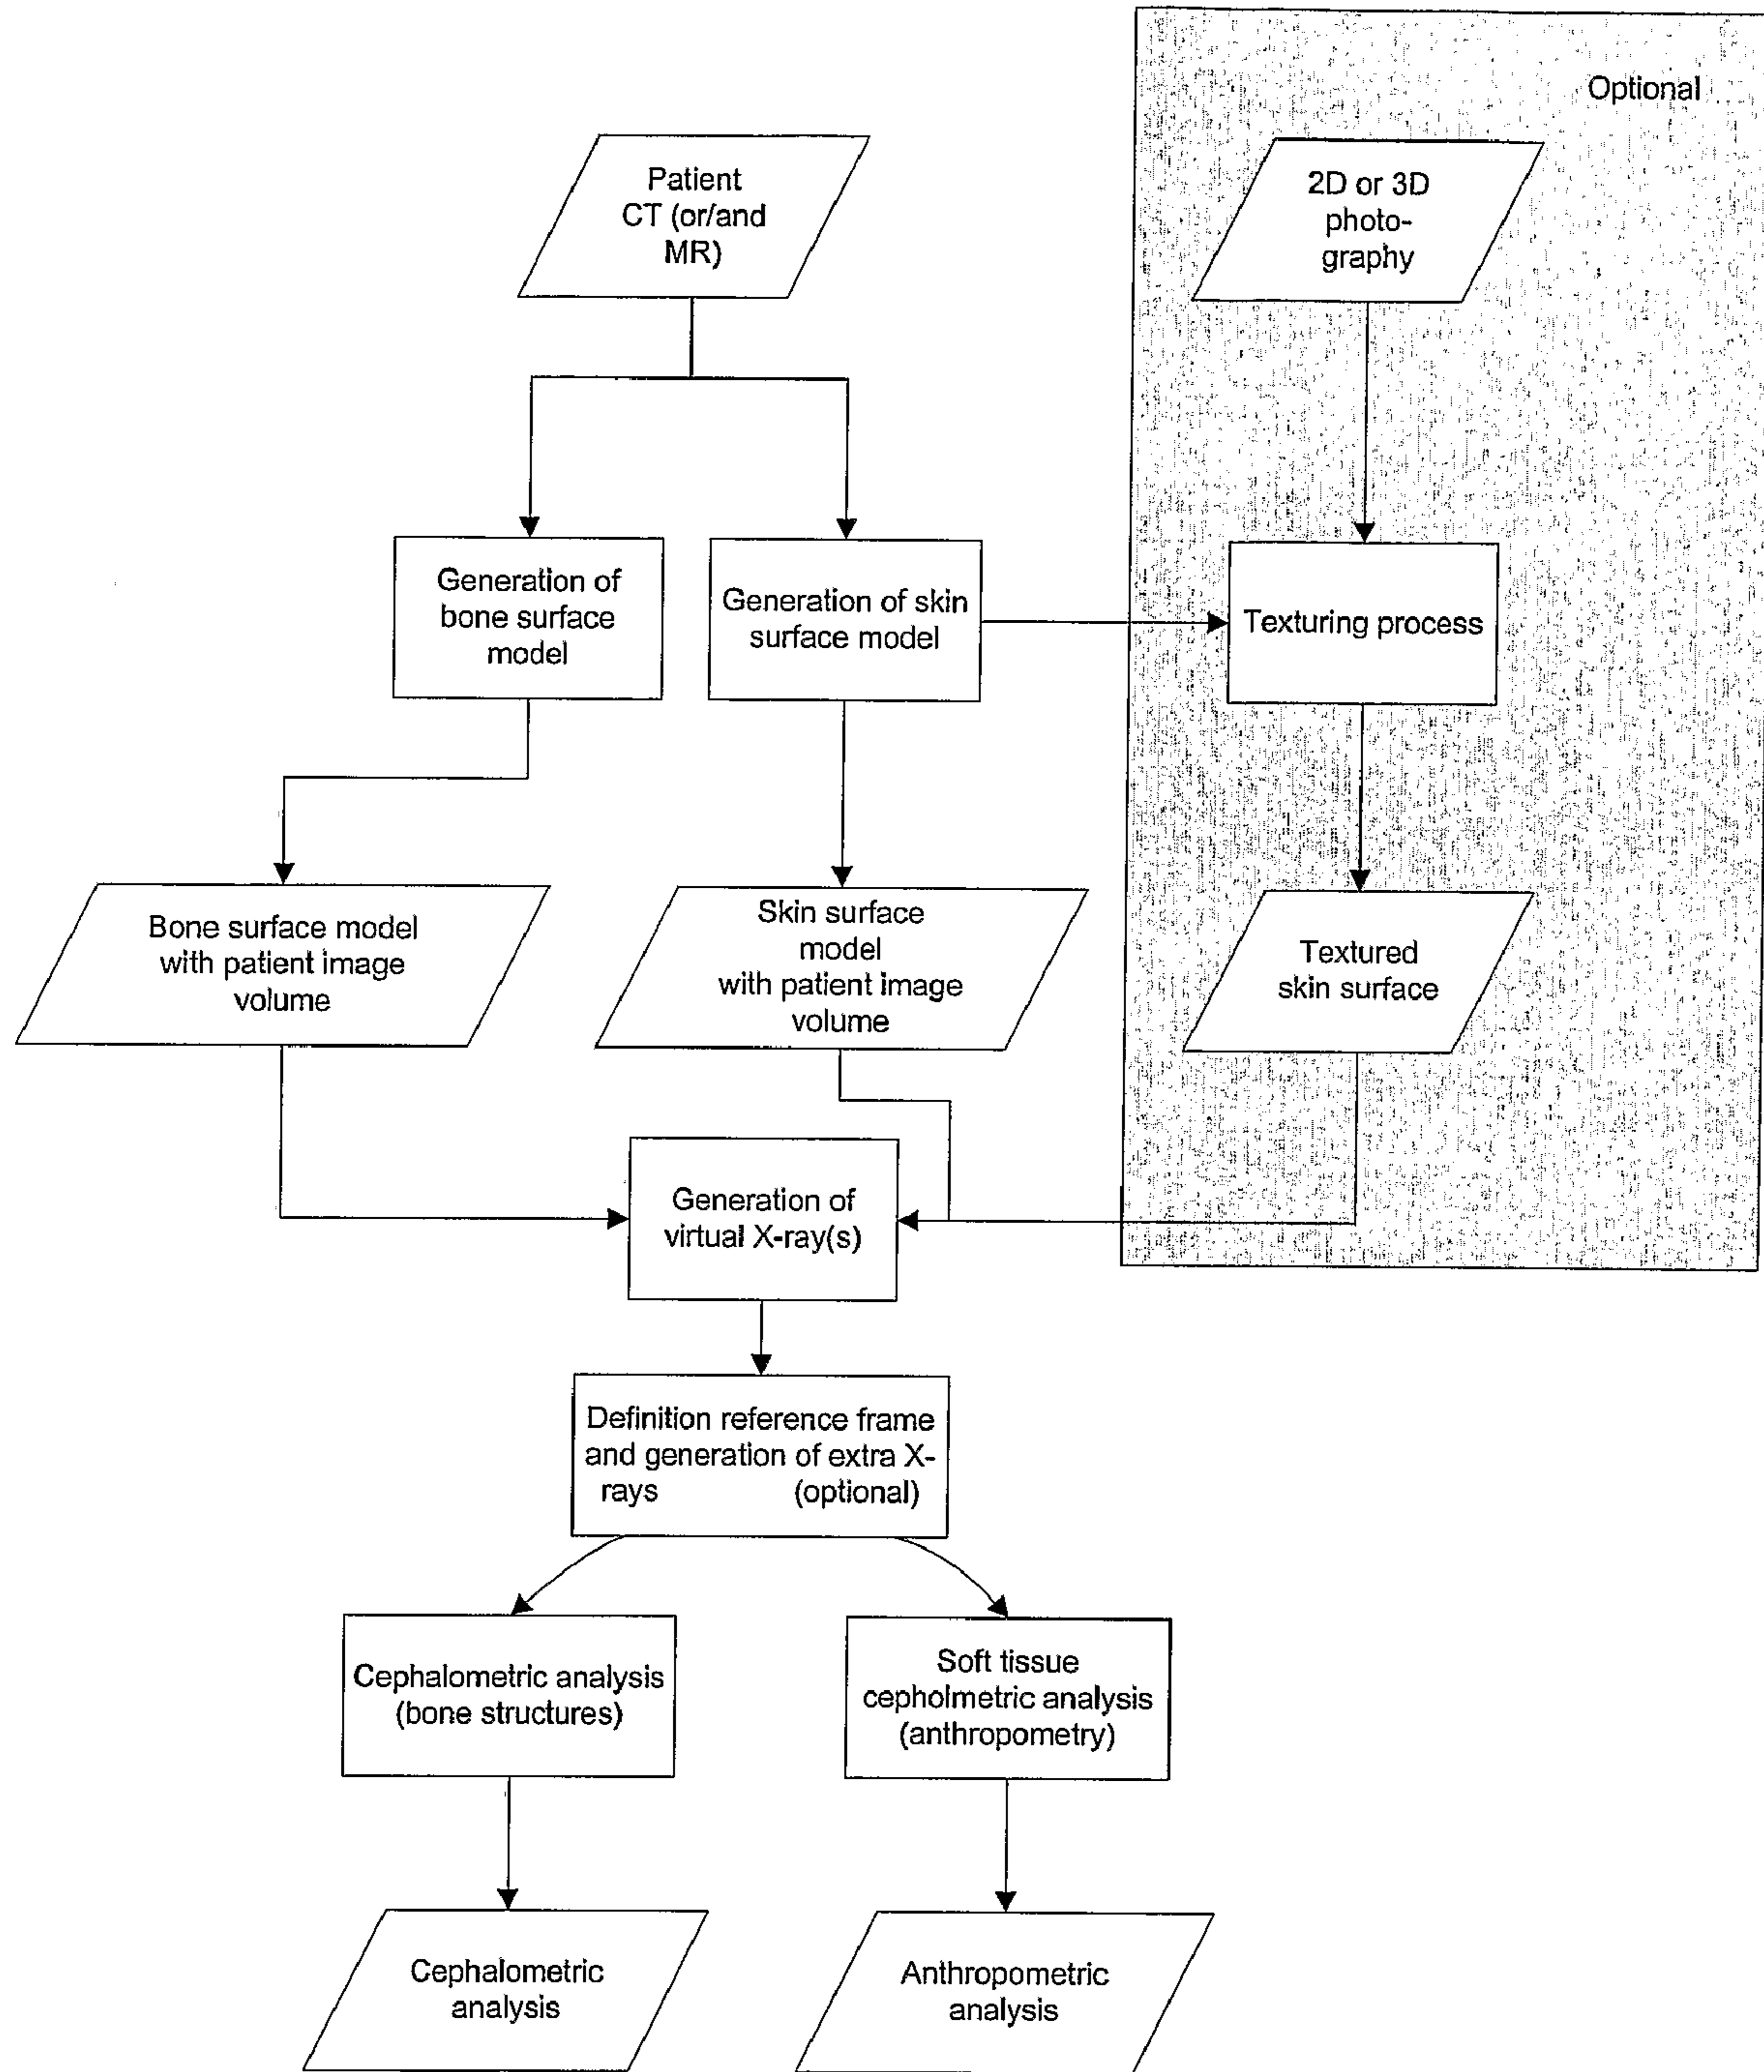 Optional
Patient
CT (or/and
MR)
2D or 3D
photo-
graphy
Generation of
bone surface
model
Generation of skin
surface model
Texturing process
Bone surface model
with patient image
volume
Skin surface
model
with patient image
volume
Textured
skin surface
Generation of
virtual X-ray(s)
Definition reference frame
and generation of extra X-
rays (optional)
Cephalometric analysis
(bone structures)
Soft tissue
cepholmetric analysis
(anthropometry)
Cephalometric
analysis
Anthropometric
analysis